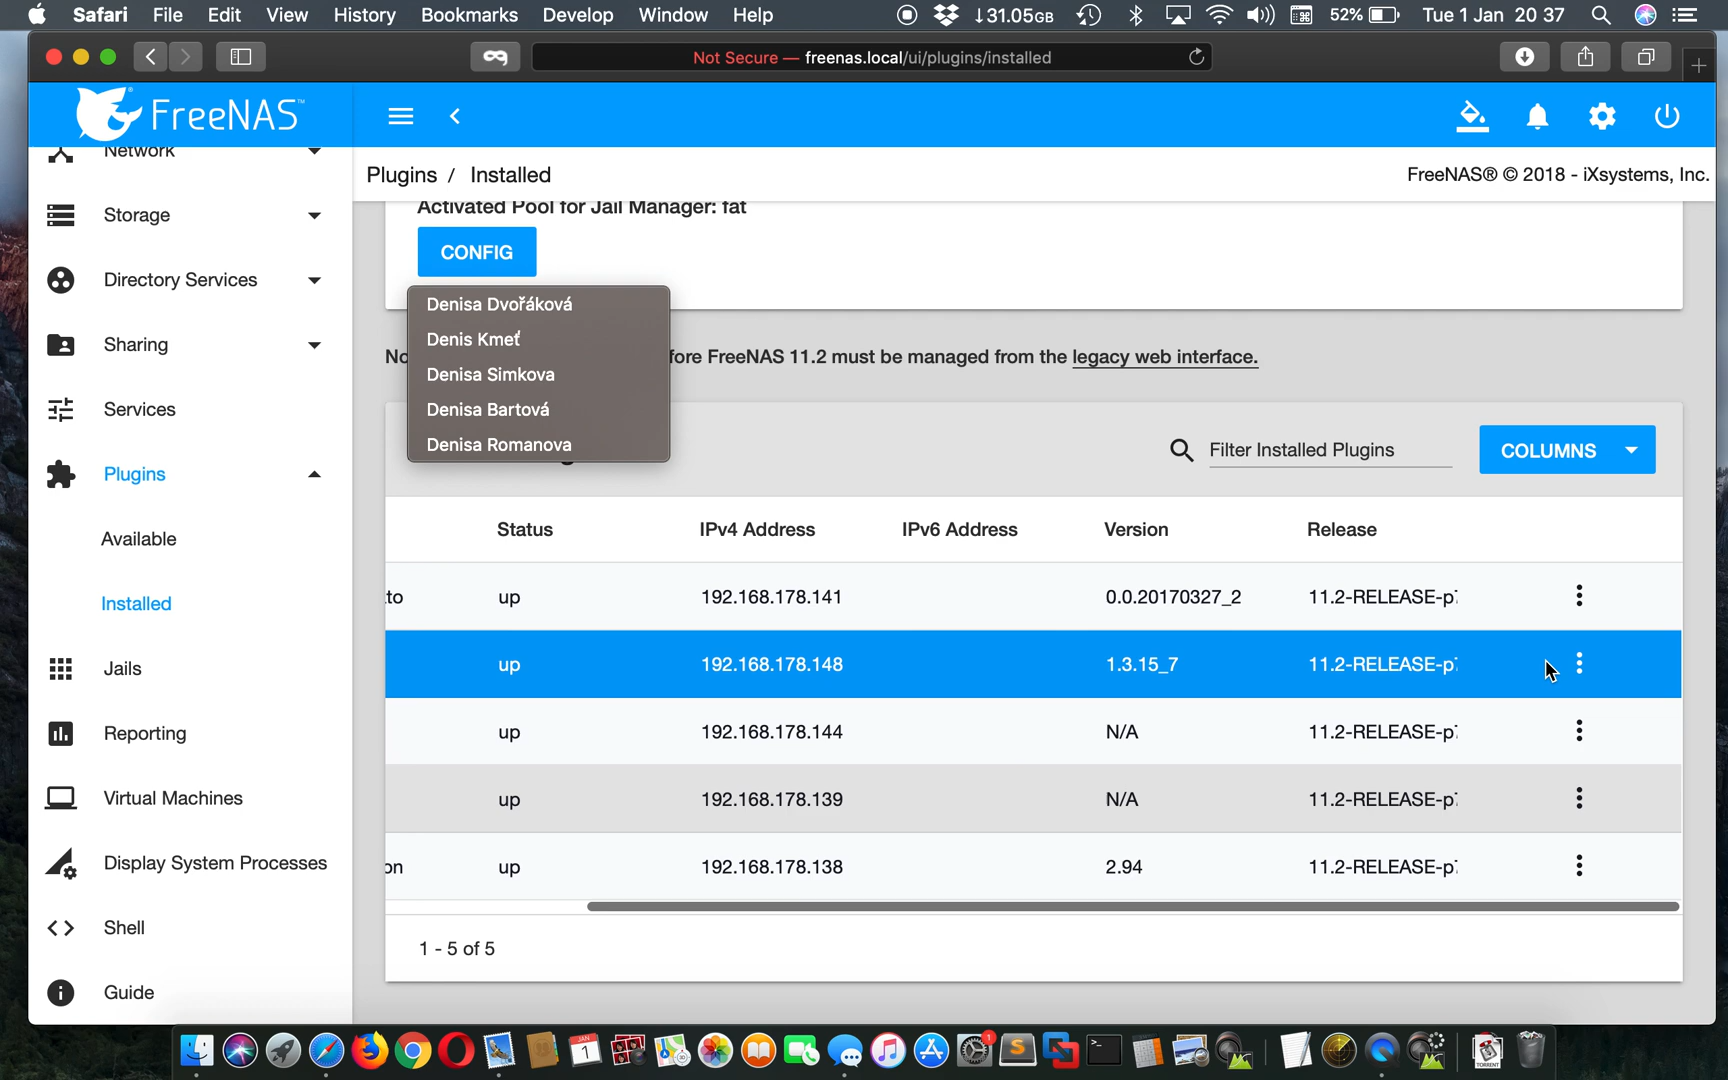 Safari File Edit View History Bookmarks Develop Window Help ↓31.05GB 52% Tue 1 Jan 20 37
Not Secure — freenas.local/ui/plugins/installed
FreeNAS™
Network
Plugins / Installed
FreeNAS® © 2018 - iXsystems, Inc.
Activated Pool for Jail Manager: fat
Storage
CONFIG
Directory Services
Denisa Dvořáková
Denis Kmeť
Sharing
fore FreeNAS 11.2 must be managed from the legacy web interface.
Denisa Simkova
Services
Denisa Bartová
Denisa Romanova
Filter Installed Plugins
COLUMNS
Plugins
Available
Installed
Jails
Reporting
Virtual Machines
Display System Processes
Shell
Guide
Status IPv4 Address IPv6 Address Version Release
to up 192.168.178.141 0.0.20170327_2 11.2-RELEASE-p
up 192.168.178.148 1.3.15_7 11.2-RELEASE-p
up 192.168.178.144 N/A 11.2-RELEASE-p
up 192.168.178.139 N/A 11.2-RELEASE-p
on up 192.168.178.138 2.94 11.2-RELEASE-p
1 - 5 of 5
JAN
1
1
TORRENT